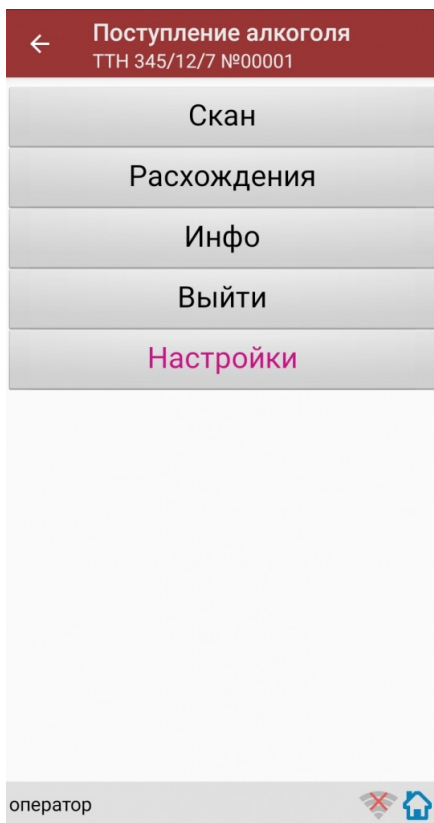 Поступление алкоголя
ТТН 345/12/7 №00001
Скан
Расхождения
Инфо
Выйти
Настройки
оператор